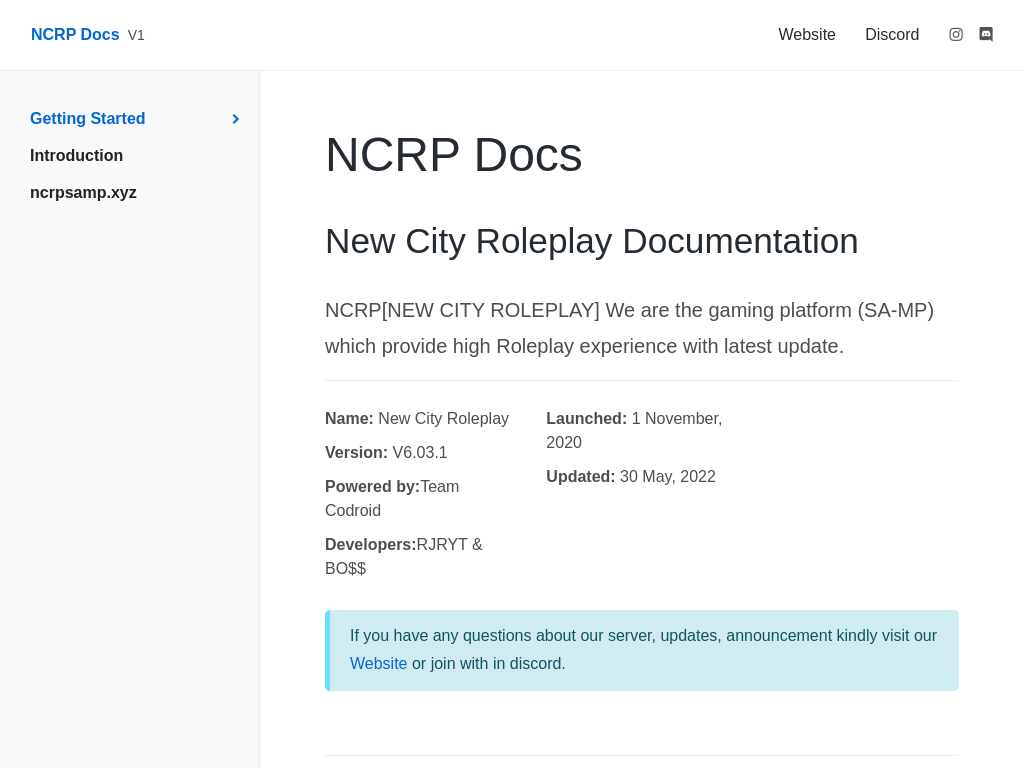 NCRP Docs V1
Website
Discord
Getting Started
Introduction
ncrpsamp.xyz
NCRP Docs
New City Roleplay Documentation
NCRP[NEW CITY ROLEPLAY] We are the gaming platform (SA-MP)
which provide high Roleplay experience with latest update.
Name: New City Roleplay
Version: V6.03.1
Powered by:Team
Codroid
Developers:RJRYT &
BO$$
Launched: 1 November,
2020
Updated: 30 May, 2022
If you have any questions about our server, updates, announcement kindly visit our
Website or join with in discord.